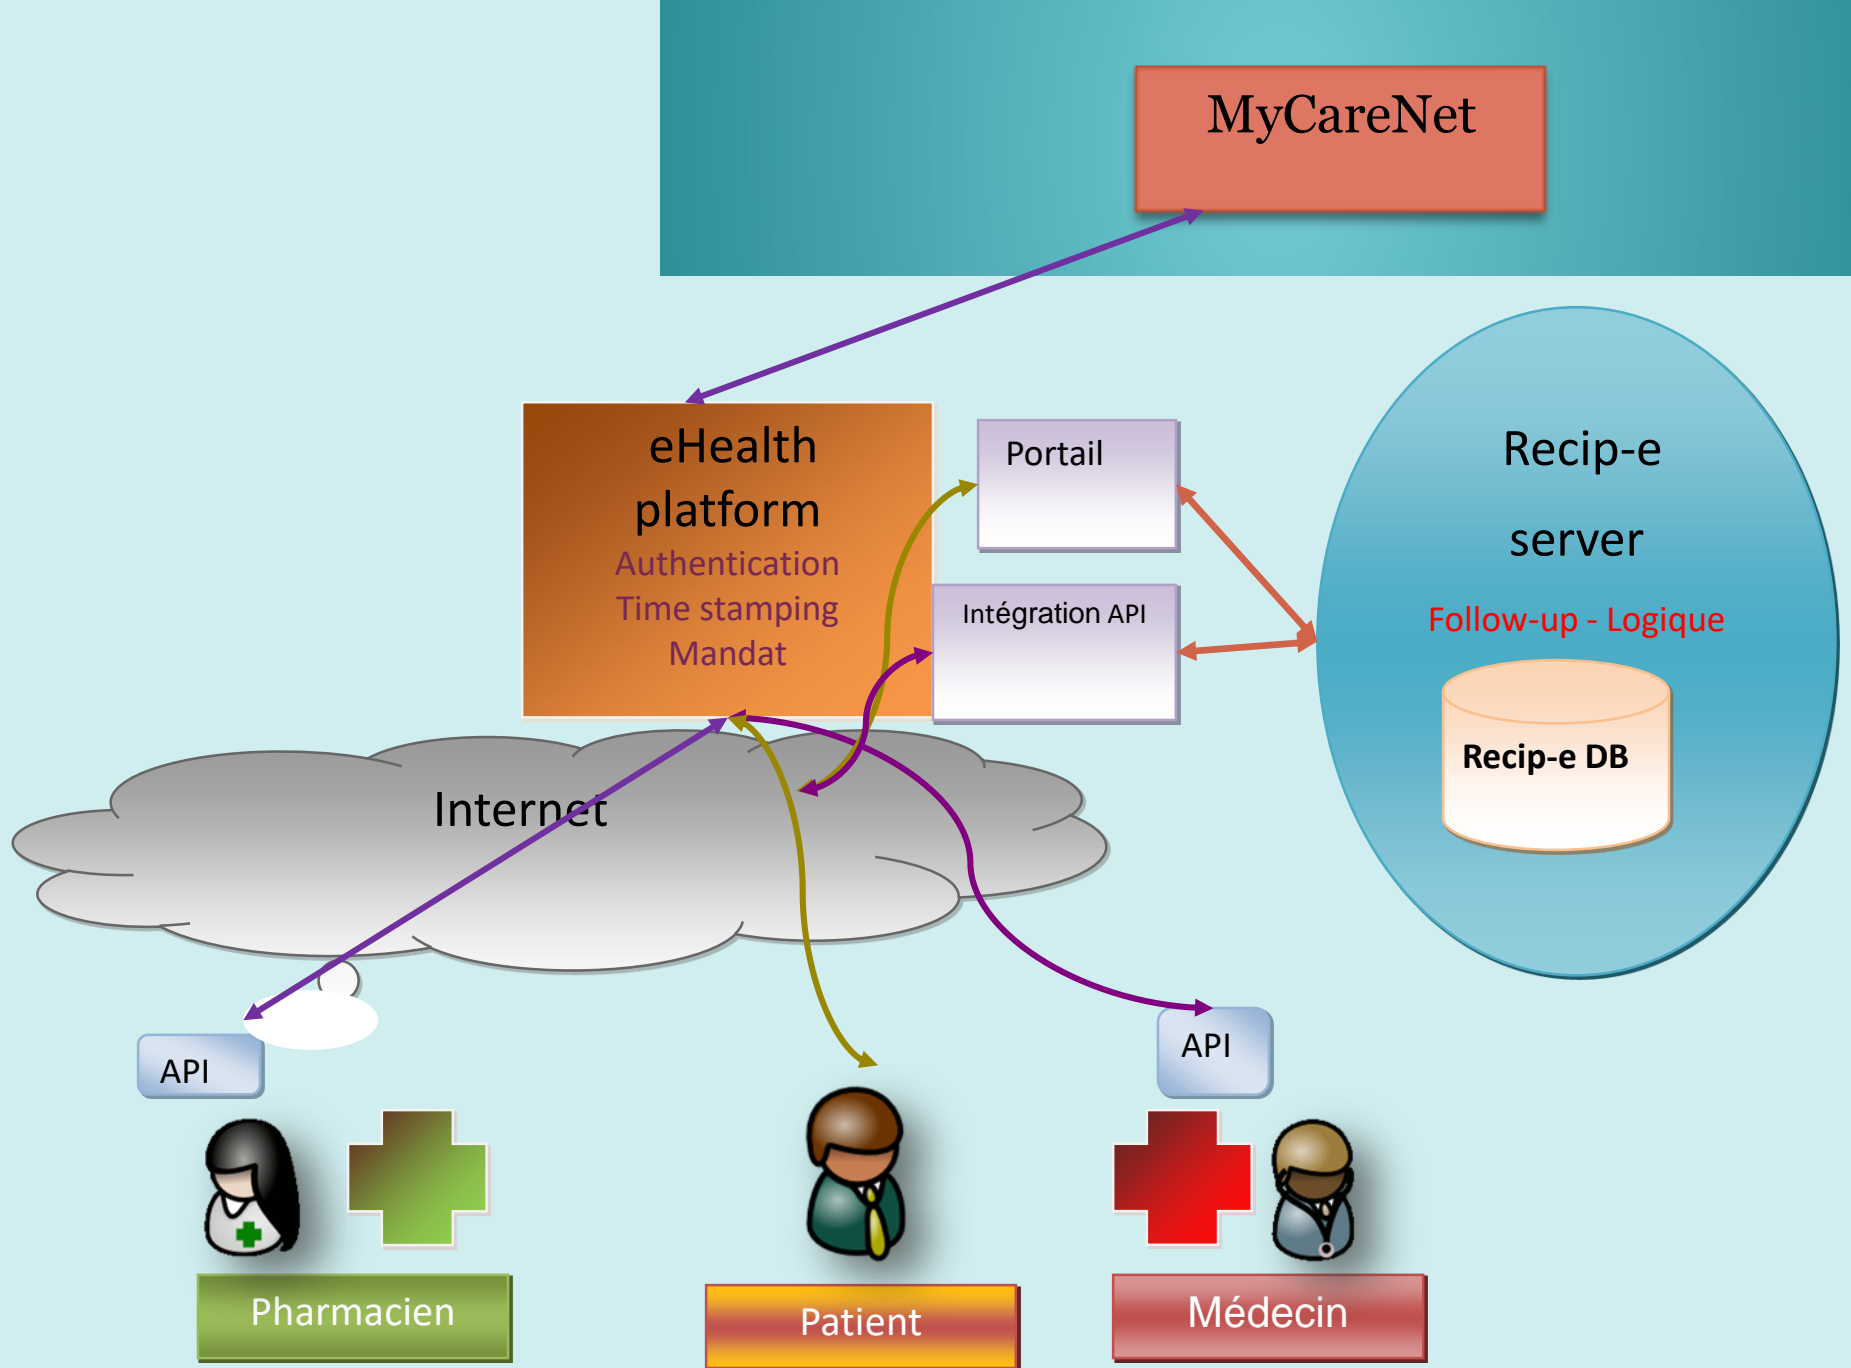 MyCareNet
eHealth
platform
Authentication
Time stamping
Mandat
Portail
Intégration API
Recip-e
server
Follow-up - Logique
Recip-e DB
Internet
API
API
Pharmacien
Patient
Médecin